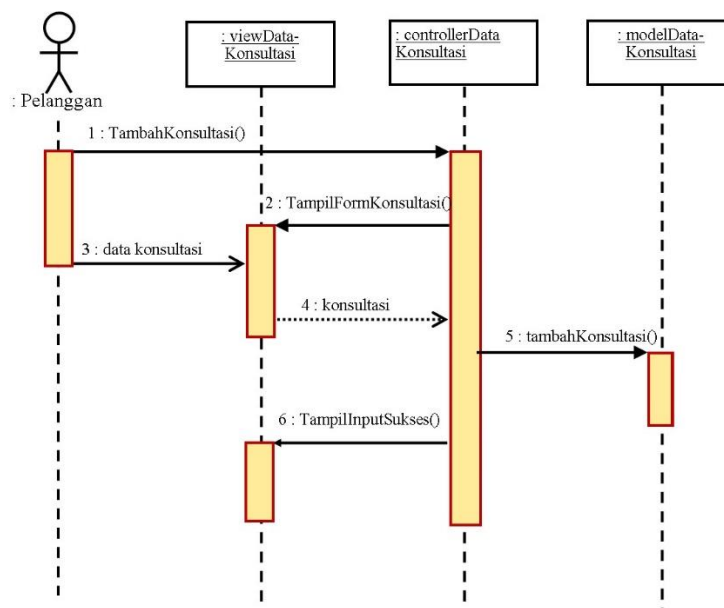 : Pelanggan
: viewData-
Konsultasi
: controllerData
Konsultasi
: modelData-
Konsultasi
1 : TambahKonsultasi()
2 : TampilFormKonsultasi()
3 : data konsultasi
4 : konsultasi
5 : tambahKonsultasi()
6 : TampilInputSukses()